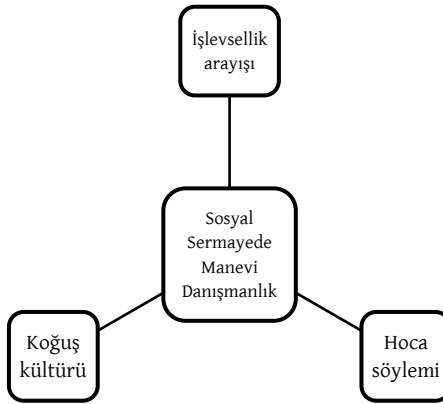 İşlevsellik
arayışı
Sosyal
Sermayede
Manevi
Danışmanlık
Koğuş
kültürü
Hoca
söylemi